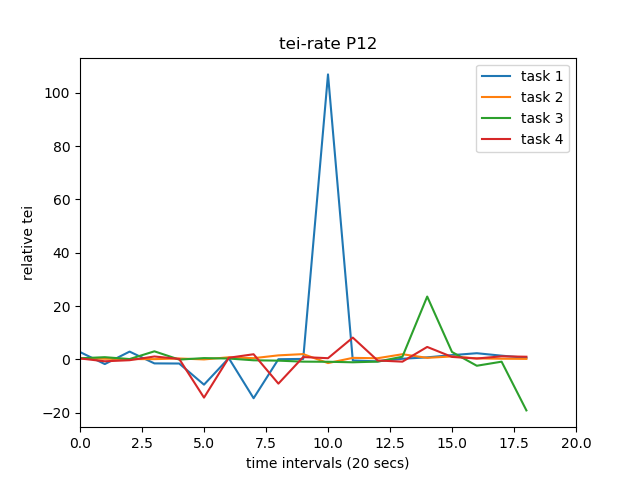 tei-rate P12
task 1
task 2
task 3
task 4
relative tei
100
80
60
40
20
0
−20
0.0 2.5 5.0 7.5 10.0 12.5 15.0 17.5 20.0
time intervals (20 secs)